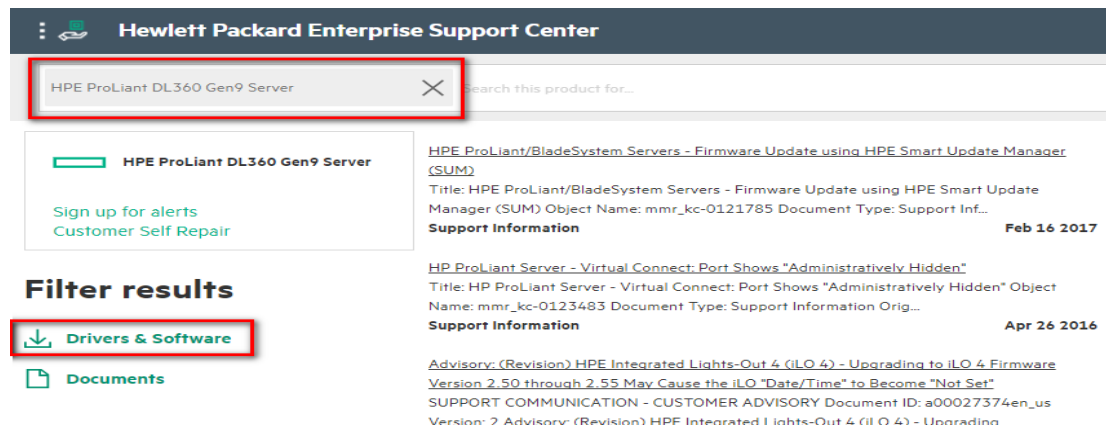 Hewlett Packard Enterprise Support Center
HPE ProLiant DL360 Gen9 Server
Search this product for...
HPE ProLiant DL360 Gen9 Server
Sign up for alerts
Customer Self Repair
Filter results
Drivers & Software
Documents
HPE ProLiant/BladeSystem Servers - Firmware Update using HPE Smart Update Manager
(SUM)
Title: HPE ProLiant/BladeSystem Servers - Firmware Update using HPE Smart Update
Manager (SUM) Object Name: mmr_kc-0121785 Document Type: Support Inf...
Support Information Feb 16 2017
HP ProLiant Server - Virtual Connect: Port Shows "Administratively Hidden"
Title: HP ProLiant Server - Virtual Connect: Port Shows "Administratively Hidden" Object
Name: mmr_kc-0123483 Document Type: Support Information Orig...
Support Information Apr 26 2016
Advisory: (Revision) HPE Integrated Lights-Out 4 (iLO 4) - Upgrading to iLO 4 Firmware
Version 2.50 through 2.55 May Cause the iLO "Date/Time" to Become "Not Set"
SUPPORT COMMUNICATION - CUSTOMER ADVISORY Document ID: a00027374en_us
Version: 2 Advisory: (Revision) HPE Integrated Lights-Out 4 (iLO 4) - Upgrading